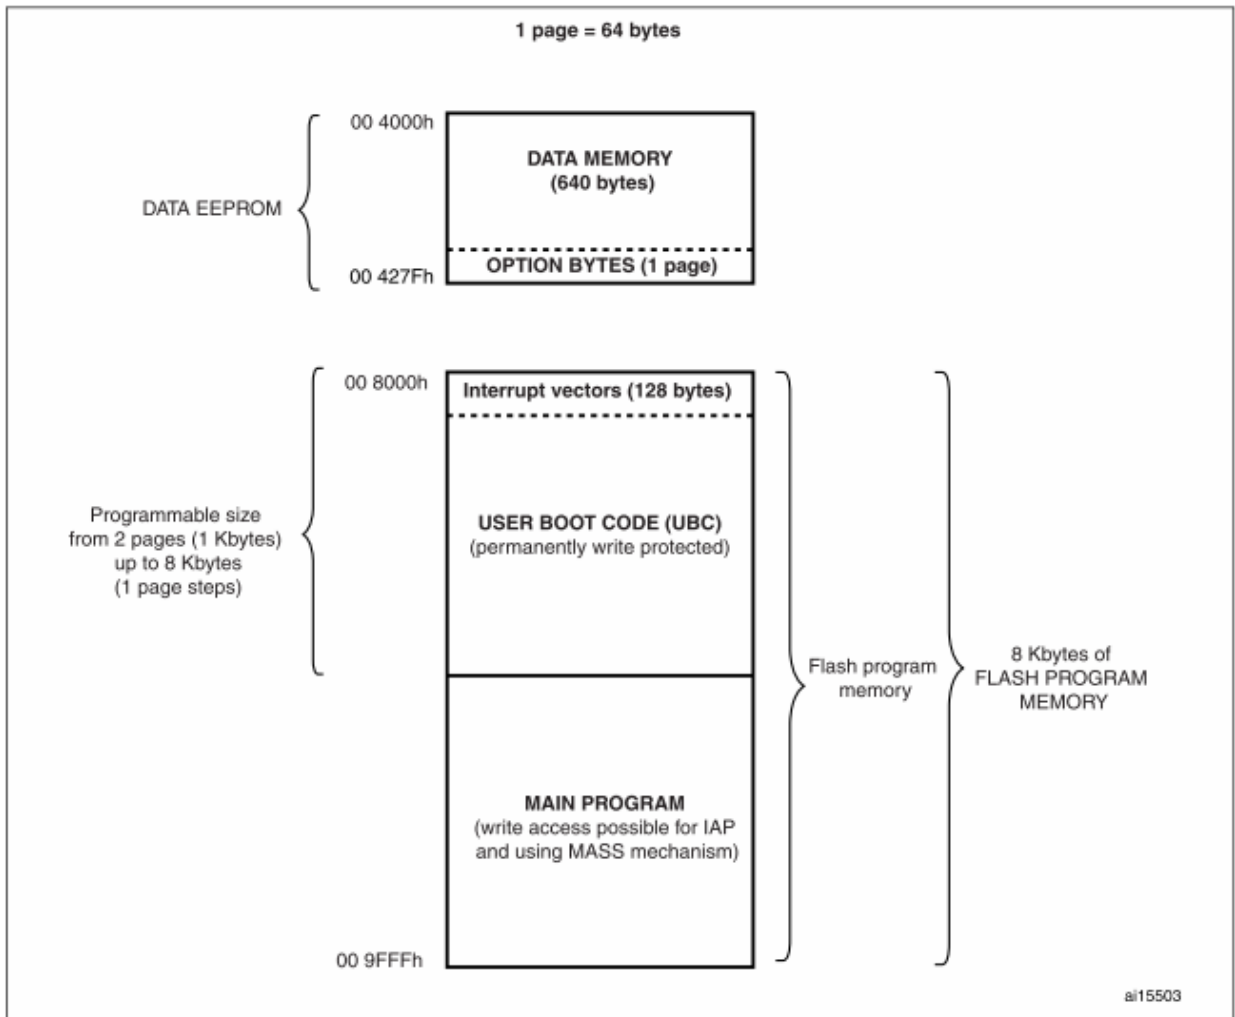 1 page = 64 bytes
00 4000h
DATA MEMORY
(640 bytes)
DATA EEPROM
OPTION BYTES (1 page)
00 427Fh
00 8000h
Interrupt vectors (128 bytes)
Programmable size
from 2 pages (1 Kbytes)
up to 8 Kbytes
(1 page steps)
USER BOOT CODE (UBC)
(permanently write protected)
Flash program
memory
8 Kbytes of
FLASH PROGRAM
MEMORY
MAIN PROGRAM
(write access possible for IAP
and using MASS mechanism)
00 9FFFh
ai15503